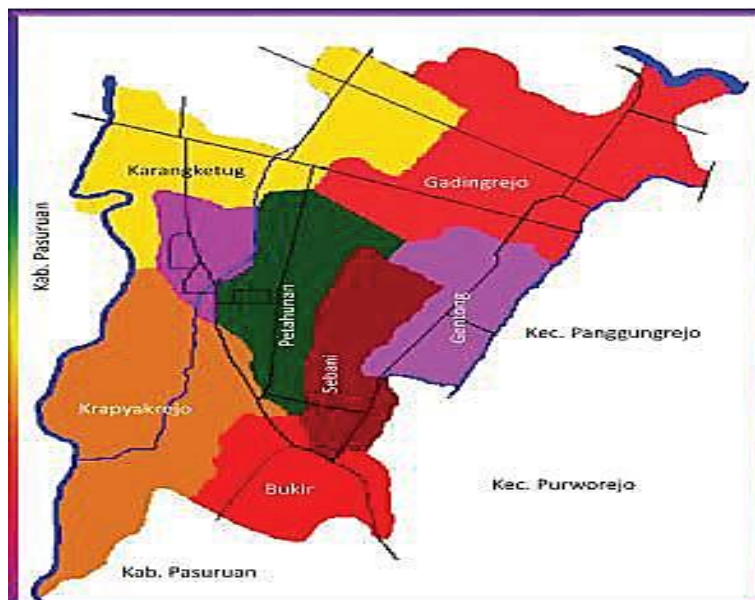 Karangketug
Gadingrejo
Kab. Pasuruan
Petahunan
Gentong
Kec. Panggungrejo
Sebani
Krapyakrejo
Bukir
Kec. Purworejo
Kab. Pasuruan